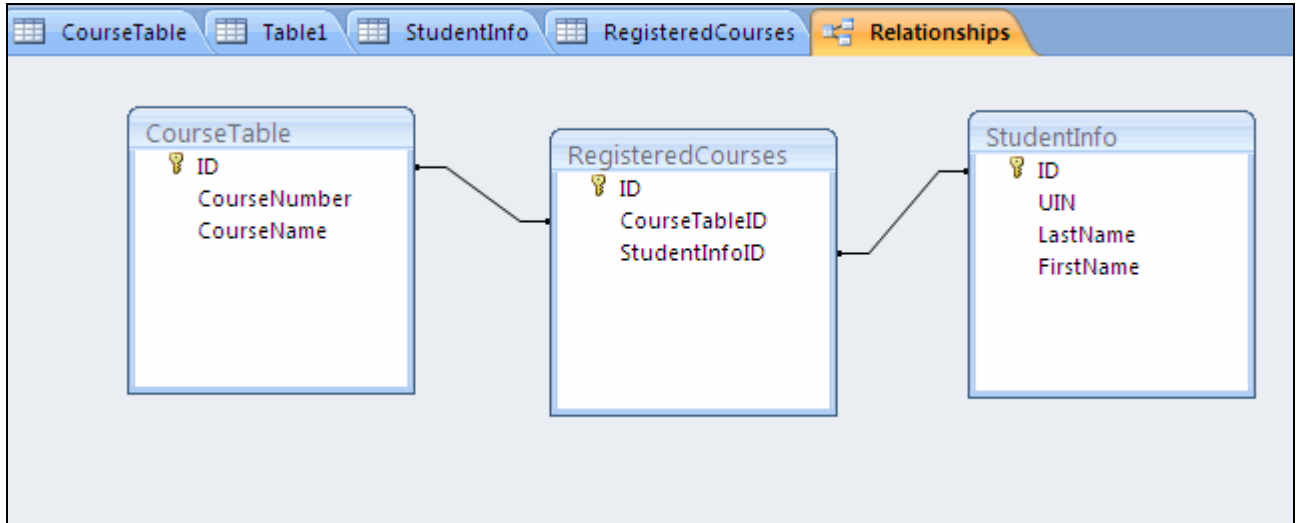 CourseTable Table1 StudentInfo RegisteredCourses Relationships
CourseTable
ID
CourseNumber
CourseName
RegisteredCourses
ID
CourseTableID
StudentInfoID
StudentInfo
ID
UIN
LastName
FirstName